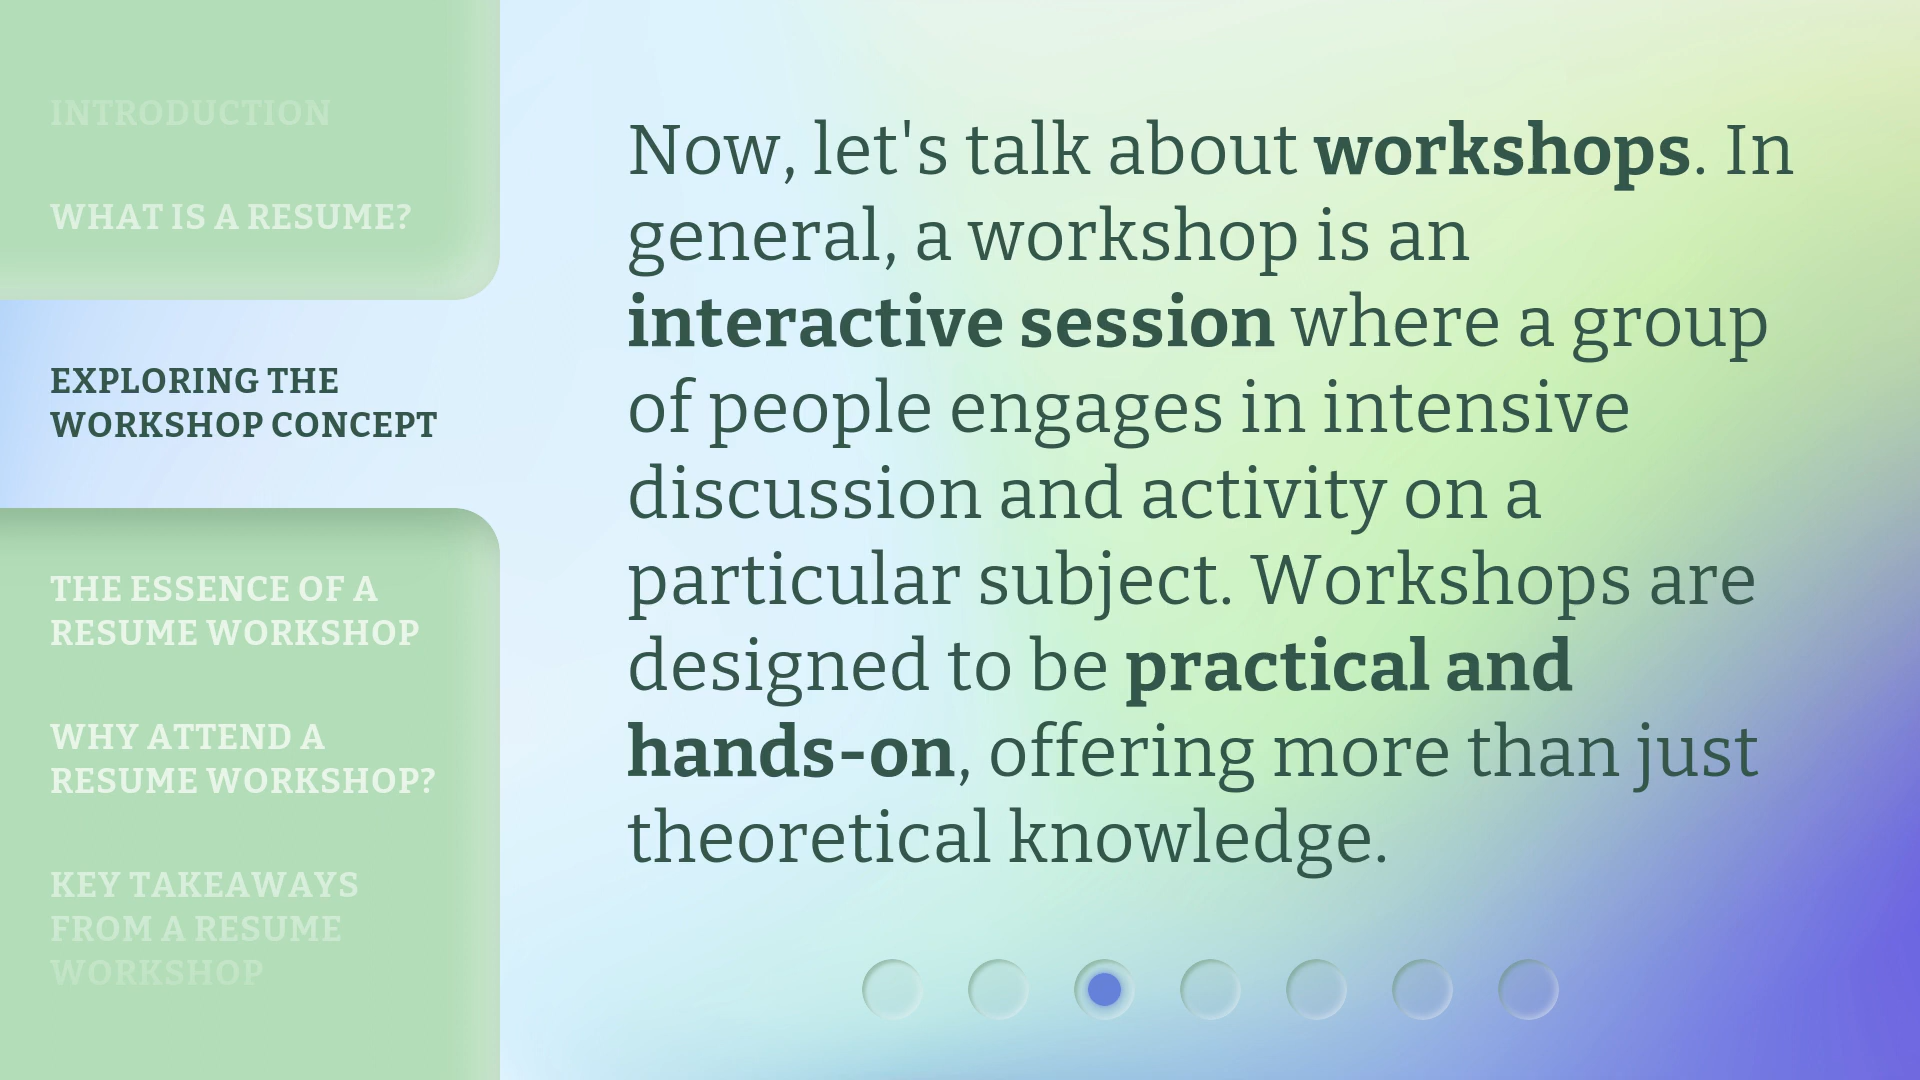 INTRODUCTION
WHAT IS A RESUME?
EXPLORING THE
WORKSHOP CONCEPT
THE ESSENCE OF A
RESUME WORKSHOP
WHY ATTEND A
RESUME WORKSHOP?
KEY TAKEAWAYS
FROM A RESUME
WORKSHOP
Now, let's talk about workshops. In
general, a workshop is an
interactive session where a group
of people engages in intensive
discussion and activity on a
particular subject. Workshops are
designed to be practical and
hands-on, offering more than just
theoretical knowledge.